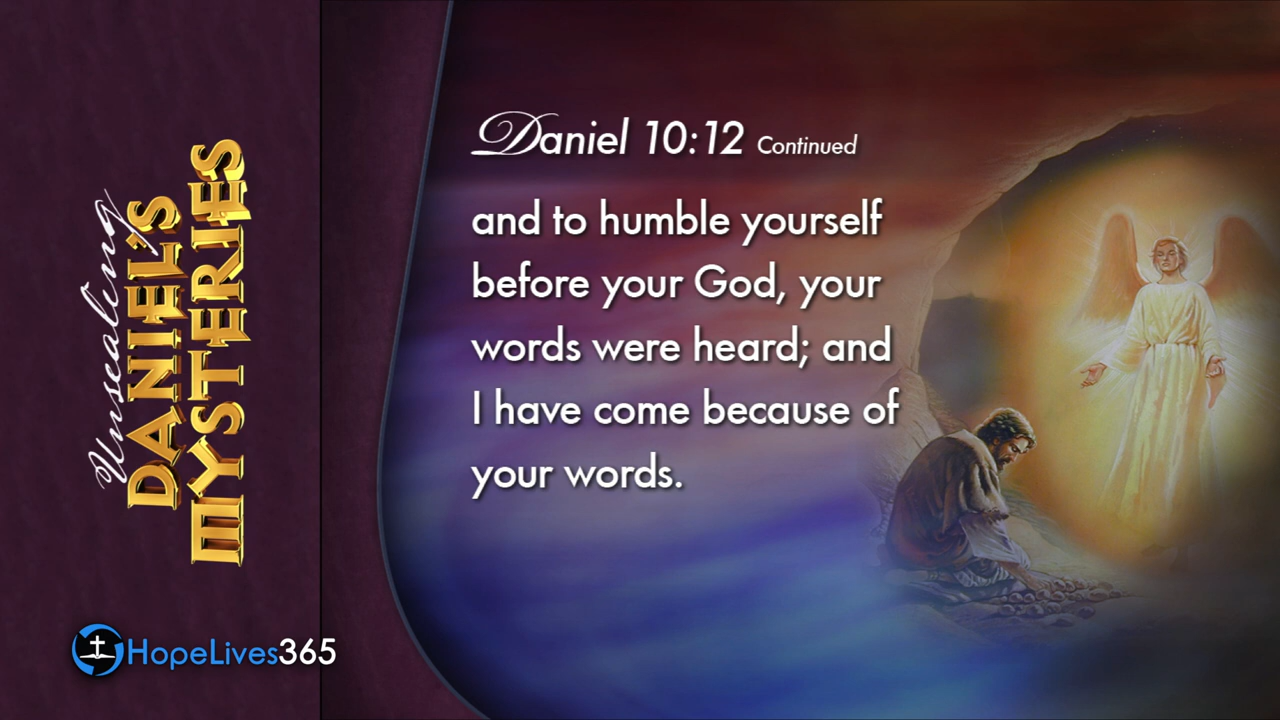 Unsealing
DANIEL'S
MYSTERIES
Daniel 10:12 Continued
and to humble yourself
before your God, your
words were heard; and
I have come because of
your words.
HopeLives365